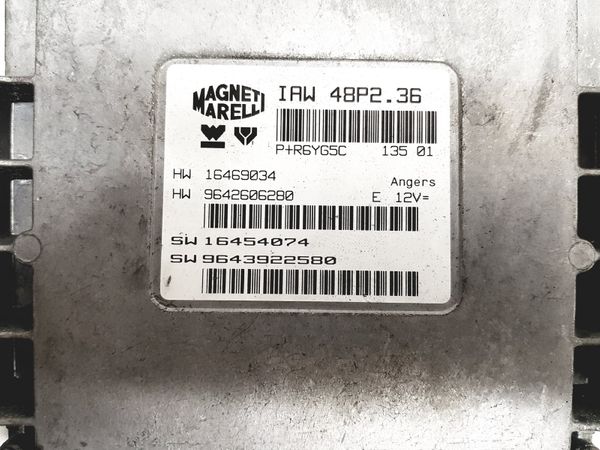 MAGNETI
MARELLI
IAW 48P2.36
P+R6YG5C 135 01
HW 16469034
Angers
HW 9642606280 E 12V=
SW 16454074
SW 9643922580